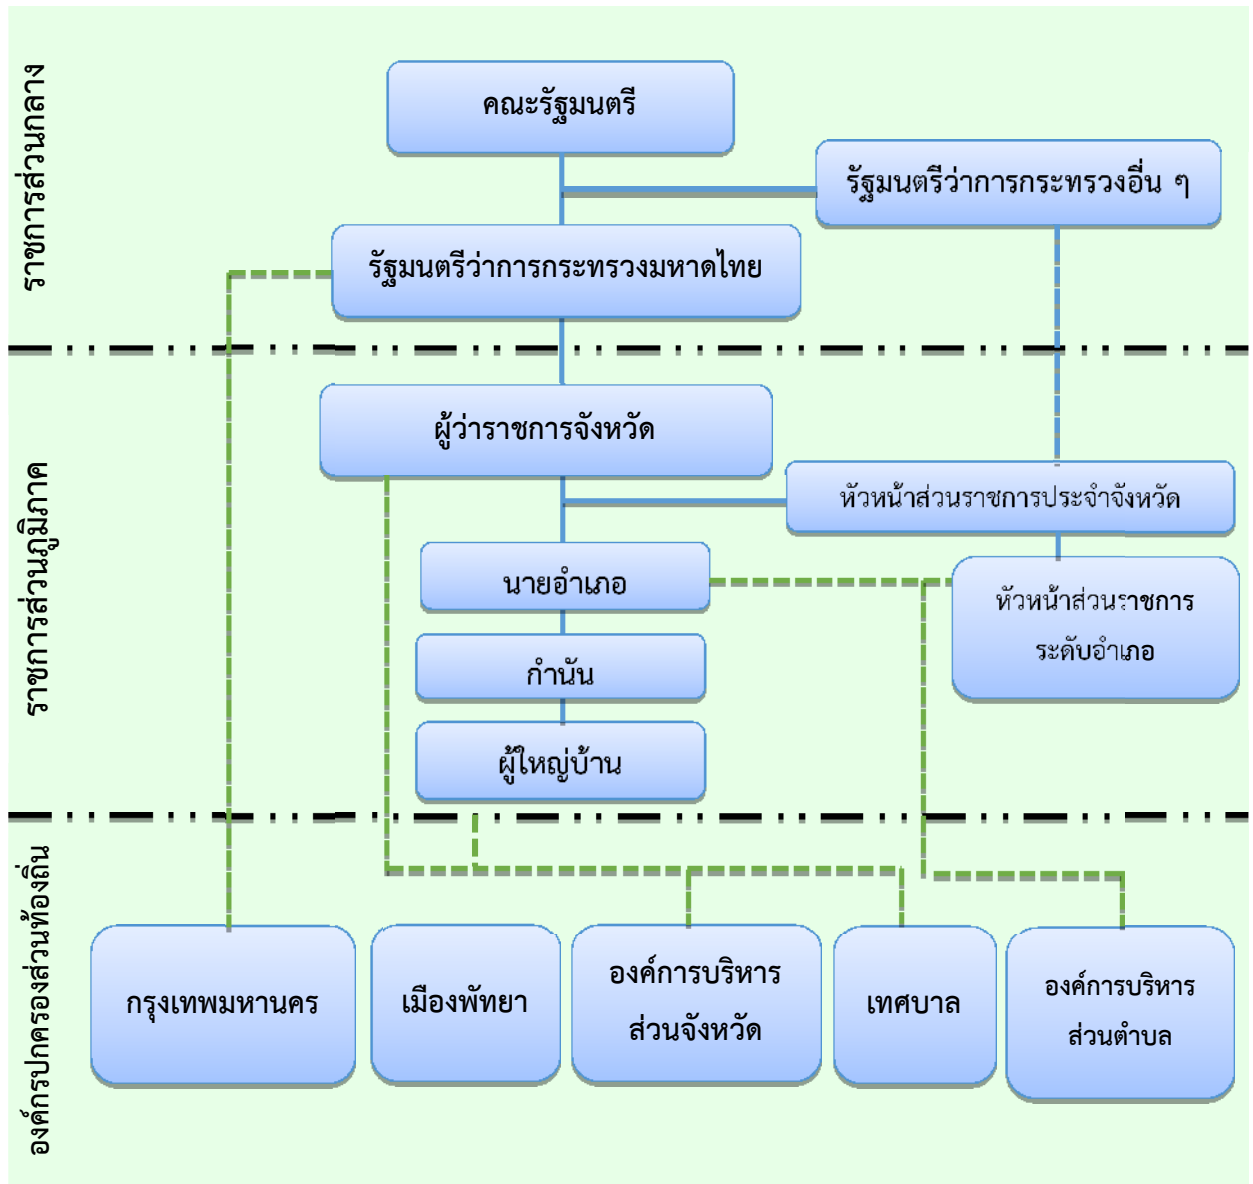 ราชการส่วนกลาง
คณะรัฐมนตรี
รัฐมนตรีว่าการกระทรวงอื่น ๆ
รัฐมนตรีว่าการกระทรวงมหาดไทย
ราชการส่วนภูมิภาค
ผู้ว่าราชการจังหวัด
หัวหน้าส่วนราชการประจำจังหวัด
นายอำเภอ
หัวหน้าส่วนราชการ
ระดับอำเภอ
กำนัน
ผู้ใหญ่บ้าน
องค์กรปกครองส่วนท้องถิ่น
กรุงเทพมหานคร
เมืองพัทยา
องค์การบริหาร
ส่วนจังหวัด
เทศบาล
องค์การบริหาร
ส่วนตำบล